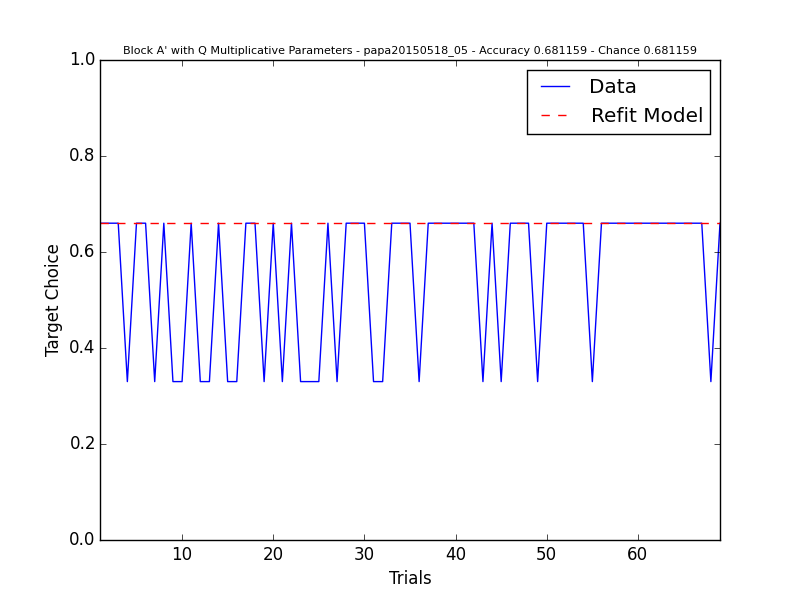 Block A' with Q Multiplicative Parameters - papa20150518_05 - Accuracy 0.681159 - Chance 0.681159
1.0
Data
Refit Model
0.8
0.6
Target Choice
0.4
0.2
0.0
10 20 30 40 50 60
Trials